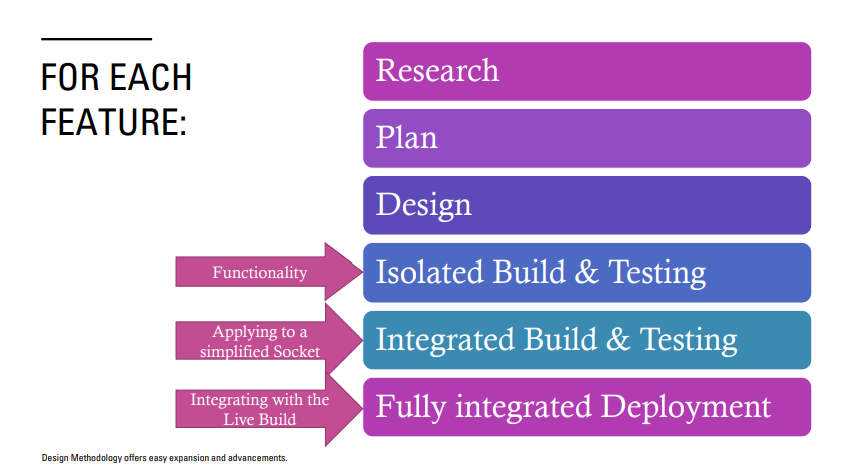 FOR EACH
FEATURE:
Research
Plan
Design
Functionality
Isolated Build & Testing
Applying to a
simplified Socket
Integrated Build & Testing
Integrating with the
Live Build
Fully integrated Deployment
Design Methodology offers easy expansion and advancements.